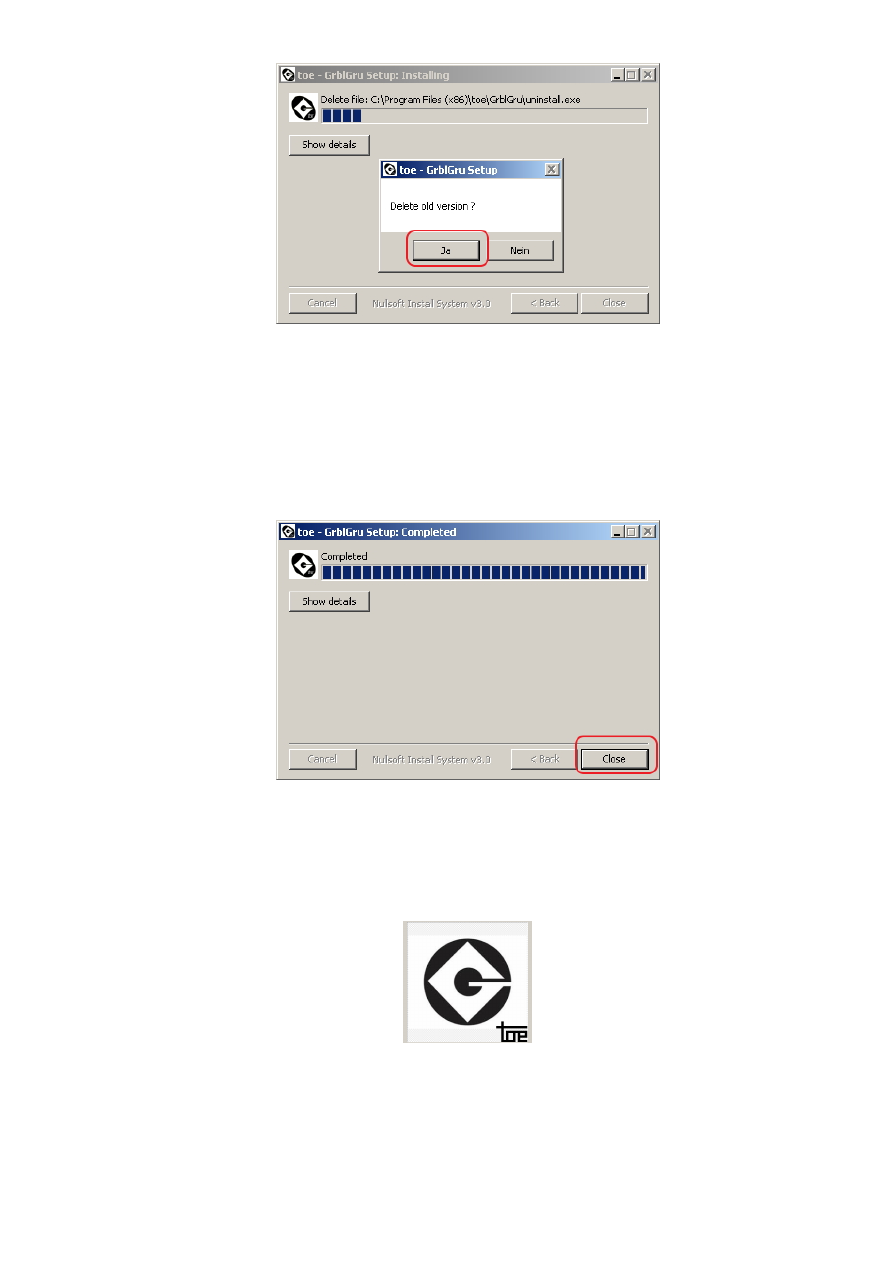 toe - GrblGru Setup: Installing
Delete file: C:\Program Files (x86)\toe\GrblGru\uninstall.exe
Show details
toe - GrblGru Setup
Delete old version ?
Ja Nein
Cancel Nullsoft Install System v3.0 < Back Close
toe - GrblGru Setup: Completed
Completed
Show details
Cancel Nullsoft Install System v3.0 < Back Close
toe